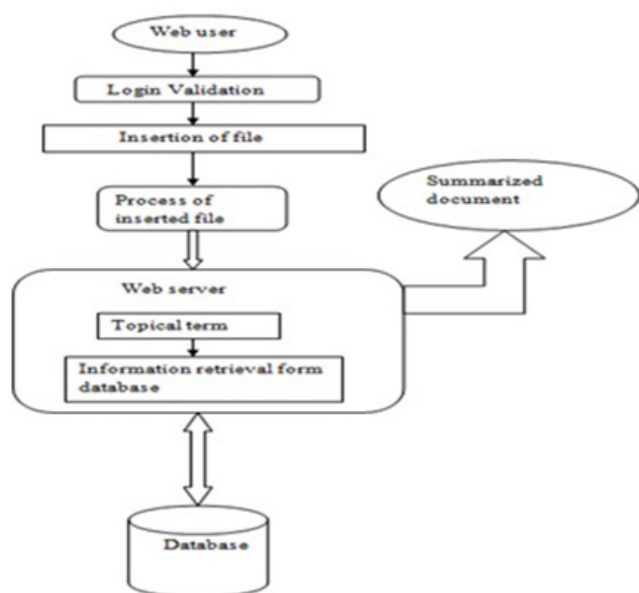 Web user
Login Validation
Insertion of file
Process of
inserted file
Summarized
document
Web server
Topical term
Information retrieval form
database
Database